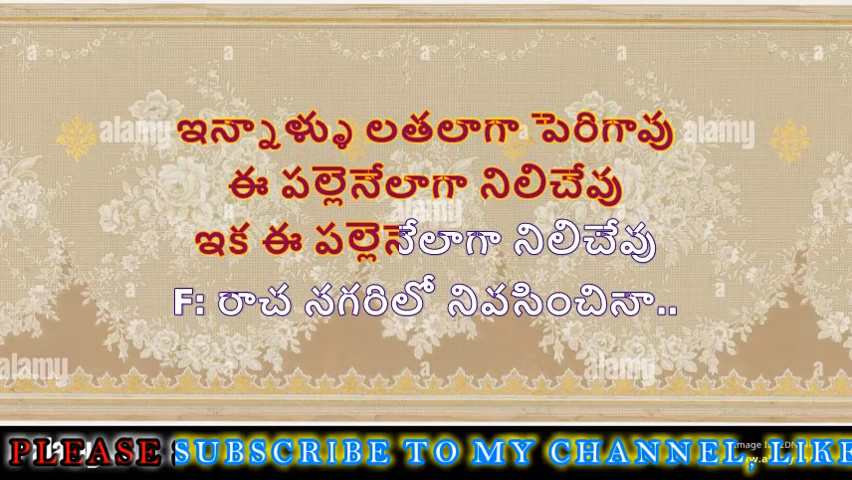 ఇన్నాళ్ళు లతలాగా పెరిగావు
ఈ పల్లెనేలాగా నిలిచేవు
ఇక ఈ పల్లెనేలాగా నిలిచేవు
F: రాచ నగరిలో నివసించినా..
PLEASE SUBSCRIBE TO MY CHANNEL, LIKE